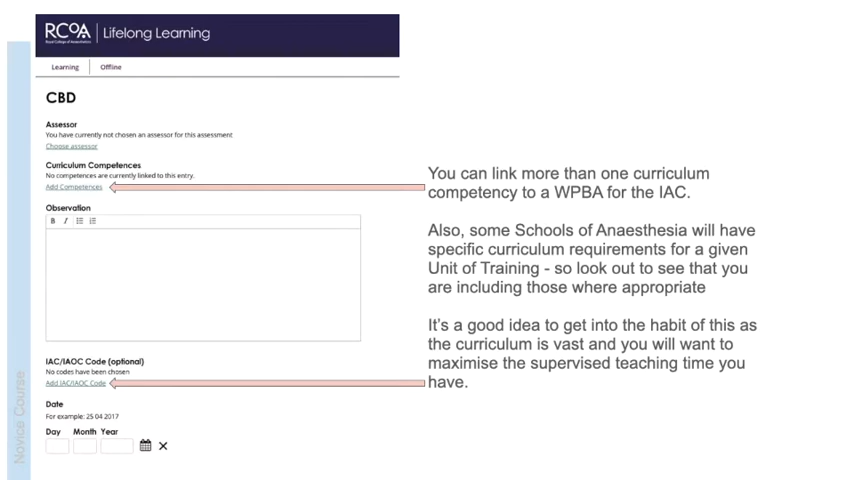 RCOA | Lifelong Learning
Royal College of Anaesthetists
Learning
Offline
CBD
Assessor
You have currently not chosen an assessor for this assessment
Choose assessor
Curriculum Competences
No competences are currently linked to this entry.
Add Competences
Observation
B I
IAC/IAOC Code (optional)
No codes have been chosen
Add IAC/IAOC Code
Date
For example: 25 04 2017
Day Month Year
You can link more than one curriculum
competency to a WPBA for the IAC.
Also, some Schools of Anaesthesia will have
specific curriculum requirements for a given
Unit of Training - so look out to see that you
are including those where appropriate
It's a good idea to get into the habit of this as
the curriculum is vast and you will want to
maximise the supervised teaching time you
have.
Novice Course